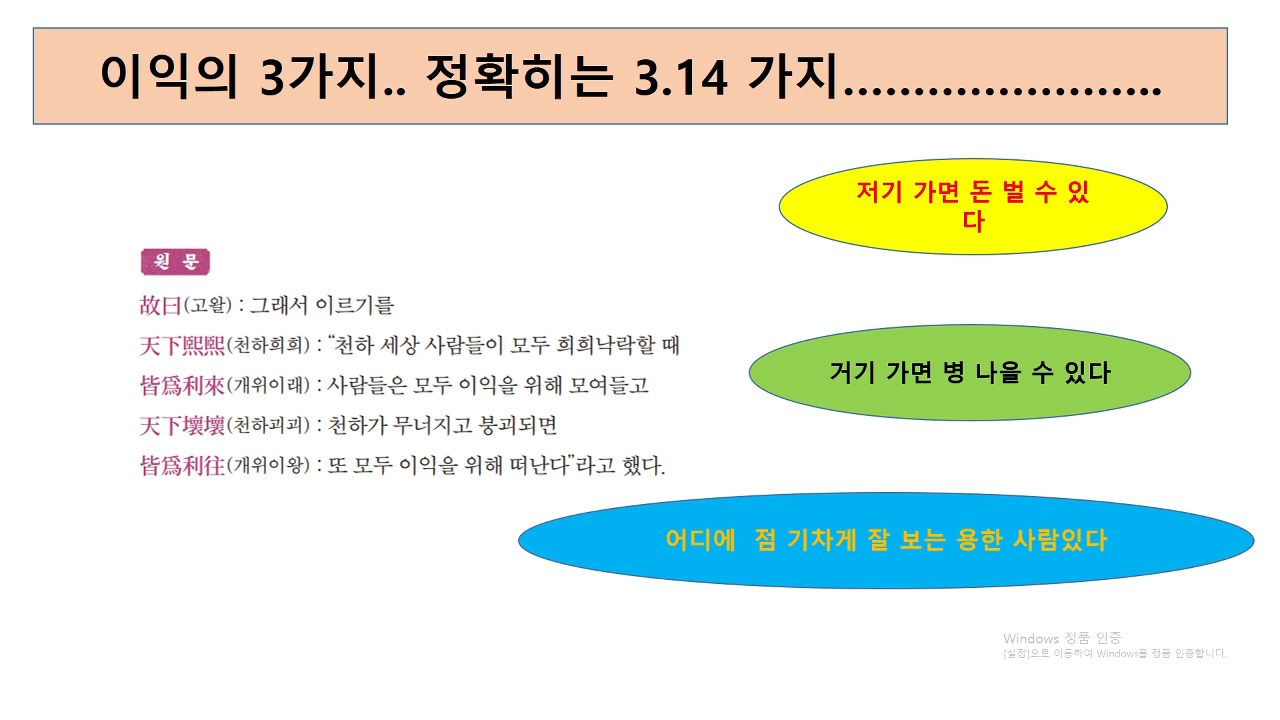 이익의 3가지.. 정확히는 3.14 가지......................
저기 가면 돈 벌 수 있
다
원 문
故曰(고왈) : 그래서 이르기를
天下熙熙(천하희희) : “천하 세상 사람들이 모두 희희낙락할 때
皆爲利來(개위이래) : 사람들은 모두 이익을 위해 모여들고
天下壞壞(천하괴괴) : 천하가 무너지고 붕괴되면
皆爲利往(개위이왕) : 또 모두 이익을 위해 떠난다”라고 했다.
거기 가면 병 나을 수 있다
어디에 점 기차게 잘 보는 용한 사람있다
Windows 정품 인증
[설정]으로 이동하여 Windows를 정품 인증합니다.